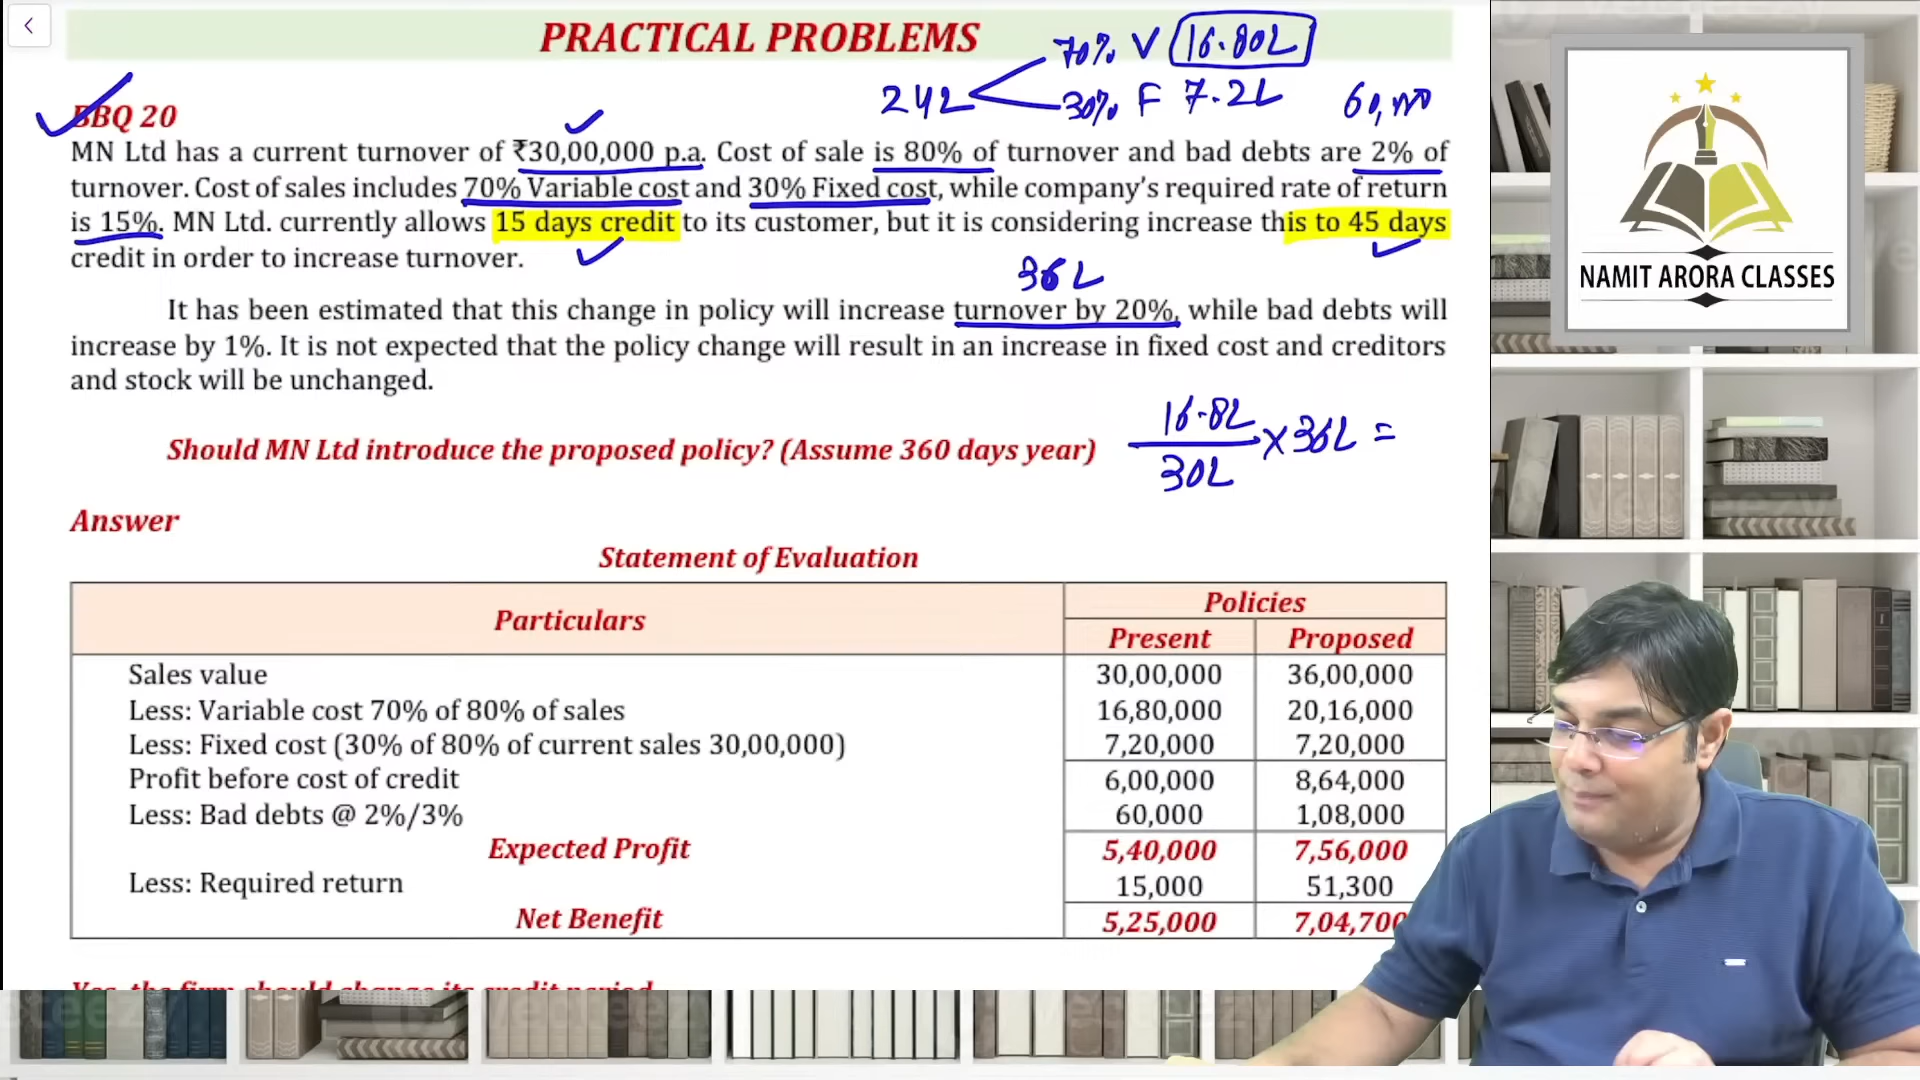 PRACTICAL PROBLEMS
70% V 16.80L
24L
30% F 7.2L
60,000
BBQ 20
MN Ltd has a current turnover of ₹30,00,000 p.a. Cost of sale is 80% of turnover and bad debts are 2% of
turnover. Cost of sales includes 70% Variable cost and 30% Fixed cost, while company's required rate of return
is 15%. MN Ltd. currently allows 15 days credit to its customer, but it is considering increase this to 45 days
credit in order to increase turnover.
36L
It has been estimated that this change in policy will increase turnover by 20%, while bad debts will
increase by 1%. It is not expected that the policy change will result in an increase in fixed cost and creditors
and stock will be unchanged.
Should MN Ltd introduce the proposed policy? (Assume 360 days year)
16.8L
30L
×36L =
Answer
Statement of Evaluation
Particulars Policies
Present Proposed
Sales value 30,00,000 36,00,000
Less: Variable cost 70% of 80% of sales 16,80,000 20,16,000
Less: Fixed cost (30% of 80% of current sales 30,00,000) 7,20,000 7,20,000
Profit before cost of credit 6,00,000 8,64,000
Less: Bad debts @ 2%/3% 60,000 1,08,000
Expected Profit 5,40,000 7,56,000
Less: Required return 15,000 51,300
Net Benefit 5,25,000 7,04,700
Yes, the firm should change its credit period
NAMIT ARORA CLASSES